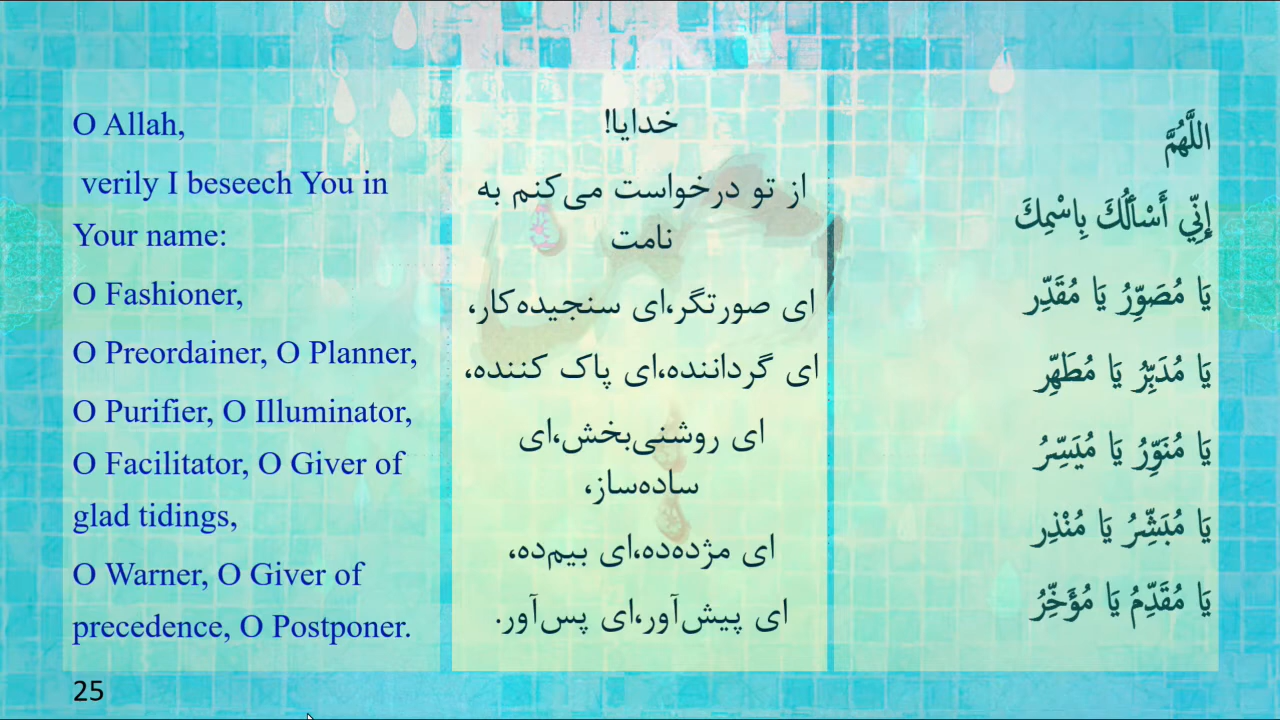 O Allah,
verily I beseech You in
Your name:
O Fashioner,
O Preordainer, O Planner,
O Purifier, O Illuminator,
O Facilitator, O Giver of
glad tidings,
O Warner, O Giver of
precedence, O Postponer.
خدایا!
از تو درخواست می‌کنم به
نامت
ای صورتگر،ای سنجیده‌کار،
ای گرداننده،ای پاک کننده،
ای روشنی‌بخش،ای
ساده‌ساز،
ای مژده‌ده،ای بیم‌ده،
ای پیش‌آور،ای پس‌آور.
اللَّهُمَّ
إِنِّي أَسْأَلُكَ بِاسْمِكَ
يَا مُصَوِّرُ يَا مُقَدِّر
يَا مُدَبِّرُ يَا مُطَهِّر
يَا مُنَوِّرُ يَا مُيَسِّرُ
يَا مُبَشِّرُ يَا مُنْذِر
يَا مُقَدِّمُ يَا مُؤَخِّرُ
25